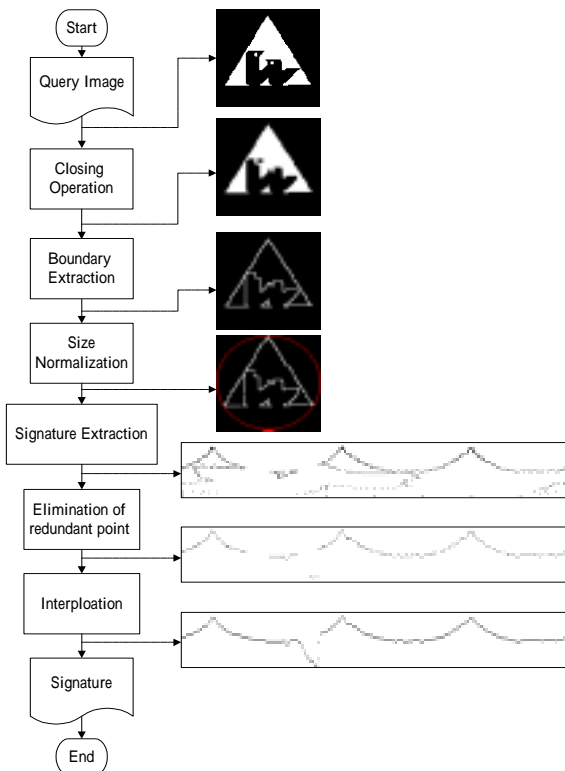 Start
Query Image
Closing
Operation
Boundary
Extraction
Size
Normalization
Signature Extraction
Elimination of
redundant point
Interploation
Signature
End